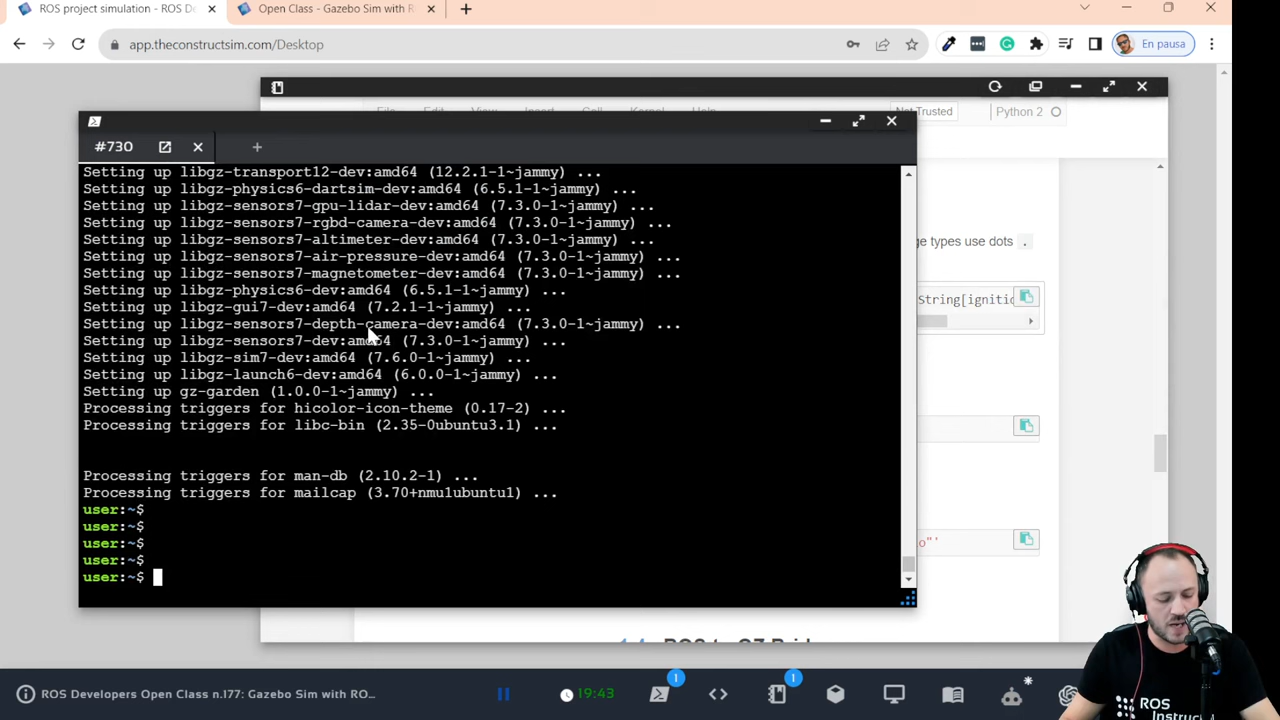 ROS project simulation - ROS De
Open Class - Gazebo Sim with R
app.theconstructsim.com/Desktop
En pausa
File Edit View Insert Cell Kernel Help
Not Trusted
Python 2
#730
Setting up libgz-transport12-dev:amd64 (12.2.1-1~jammy) ...
Setting up libgz-physics6-dartsim-dev:amd64 (6.5.1-1~jammy) ...
Setting up libgz-sensors7-gpu-lidar-dev:amd64 (7.3.0-1~jammy) ...
Setting up libgz-sensors7-rgbd-camera-dev:amd64 (7.3.0-1~jammy) ...
Setting up libgz-sensors7-altimeter-dev:amd64 (7.3.0-1~jammy) ...
Setting up libgz-sensors7-air-pressure-dev:amd64 (7.3.0-1~jammy) ...
Setting up libgz-sensors7-magnetometer-dev:amd64 (7.3.0-1~jammy) ...
Setting up libgz-physics6-dev:amd64 (6.5.1-1~jammy) ...
Setting up libgz-gui7-dev:amd64 (7.2.1-1~jammy) ...
Setting up libgz-sensors7-depth-camera-dev:amd64 (7.3.0-1~jammy) ...
Setting up libgz-sensors7-dev:amd64 (7.3.0-1~jammy) ...
Setting up libgz-sim7-dev:amd64 (7.6.0-1~jammy) ...
Setting up libgz-launch6-dev:amd64 (6.0.0-1~jammy) ...
Setting up gz-garden (1.0.0-1~jammy) ...
Processing triggers for hicolor-icon-theme (0.17-2) ...
Processing triggers for libc-bin (2.35-0ubuntu3.1) ...
Processing triggers for man-db (2.10.2-1) ...
Processing triggers for mailcap (3.70+nmu1ubuntu1) ...
user:~$
user:~$
user:~$
user:~$
user:~$
ge types use dots .
String[ignitio
o"'
ROS Developers Open Class n.177: Gazebo Sim with RO...
19:43
1
1
ROS
Instruc